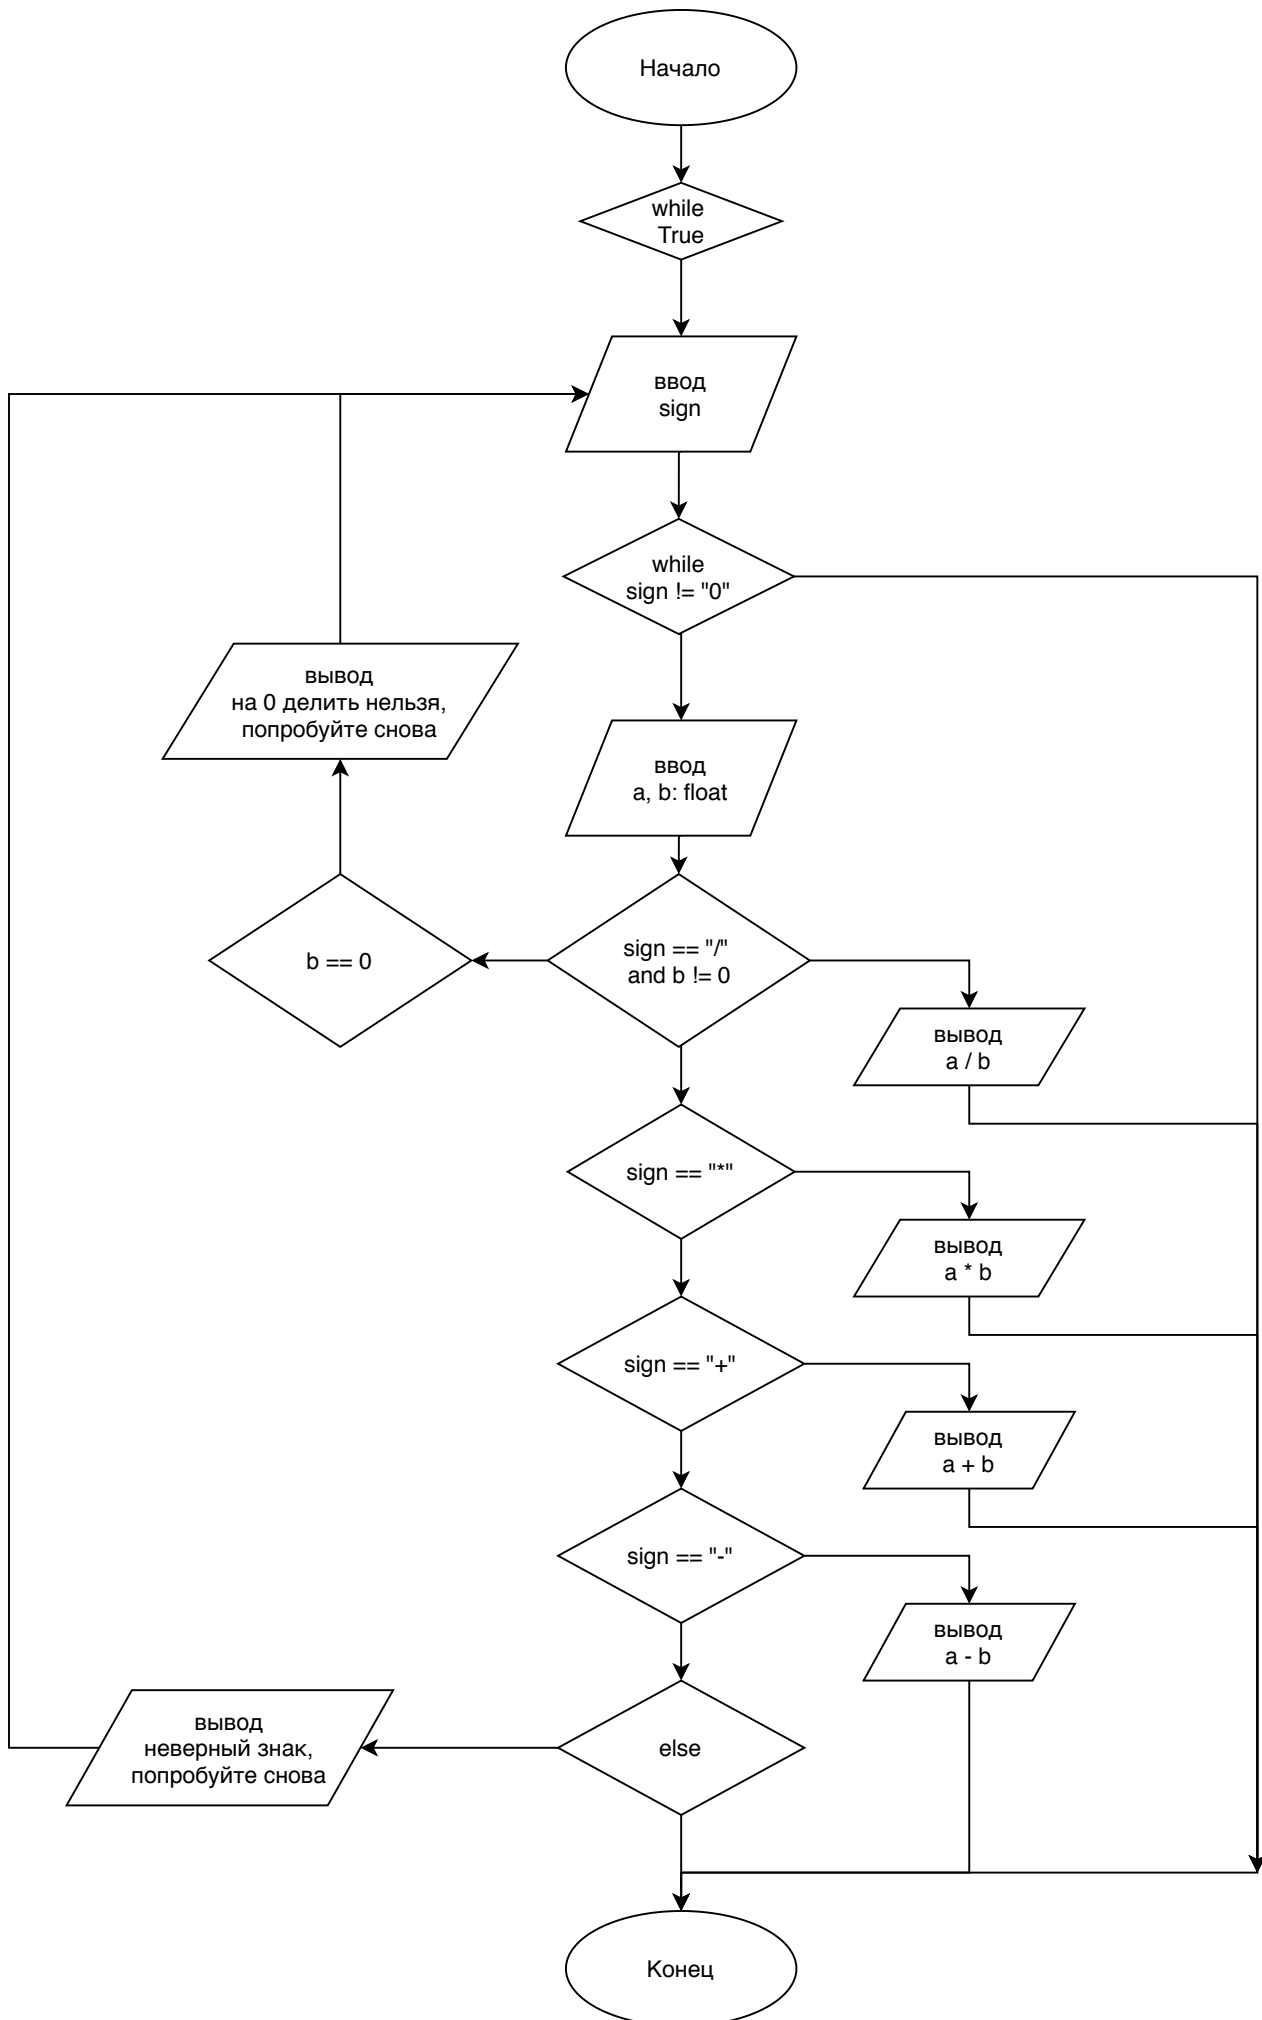 Начало
while
True
ввод
sign
while
sign != "0"
вывод
на 0 делить нельзя,
попробуйте снова
ввод
a, b: float
b == 0
sign == "/"
and b != 0
вывод
a / b
sign == "*"
вывод
a * b
sign == "+"
вывод
a + b
sign == "-"
вывод
a - b
вывод
неверный знак,
попробуйте снова
else
Конец